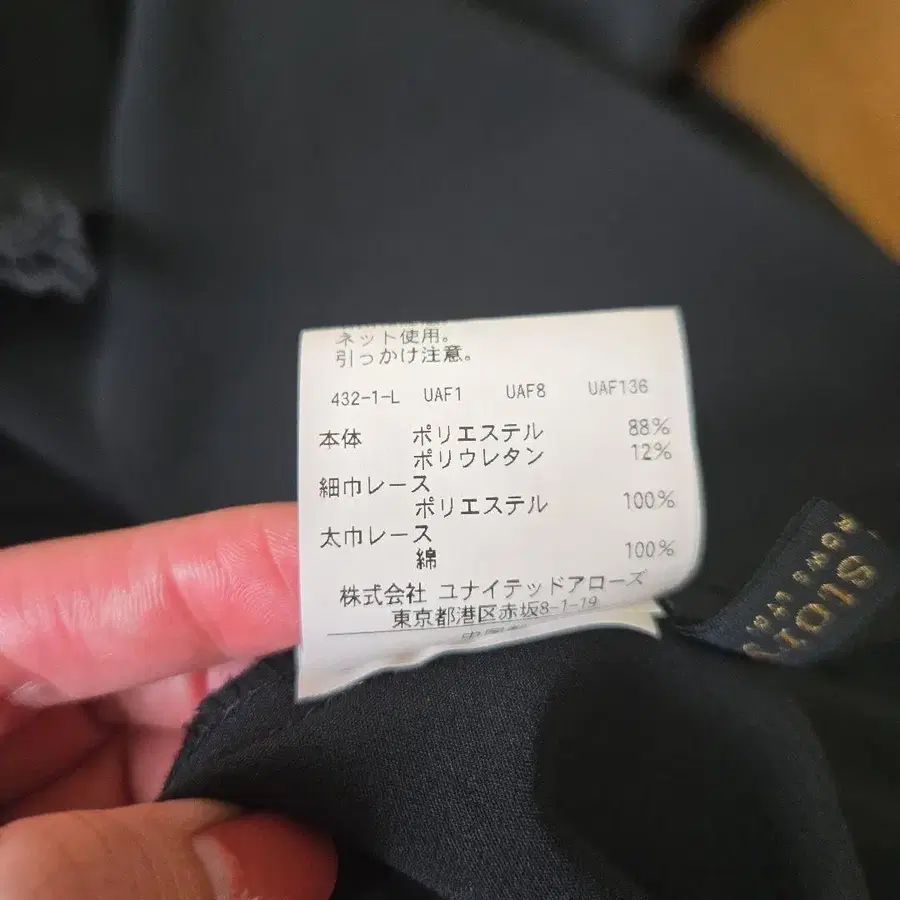 ネット使用。
引っかけ注意。
432-1-L UAF1 UAF8 UAF136
本体 ポリエステル 88%
ポリウレタン 12%
細巾レース
ポリエステル 100%
太巾レース
綿 100%
株式会社 ユナイテッドアローズ
東京都港区赤坂8-1-19